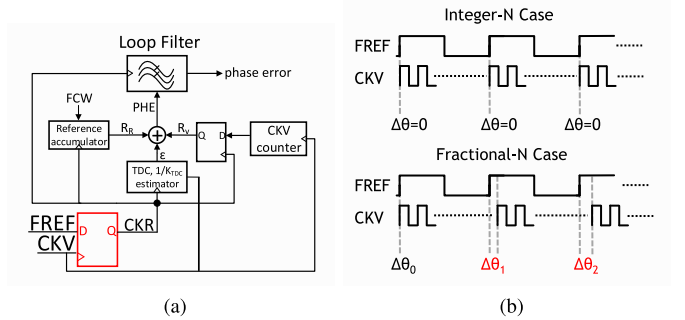 Loop Filter
phase error
FCW
PHE
Reference
accumulator
R_R
R_v
Q D
CKV
counter
ε
TDC, 1/K_TDC
estimator
FREF
D Q
CKR
CKV
(a)
Integer-N Case
FREF
CKV
Δθ=0 Δθ=0 Δθ=0
Fractional-N Case
FREF
CKV
Δθ₀ Δθ₁ Δθ₂
(b)